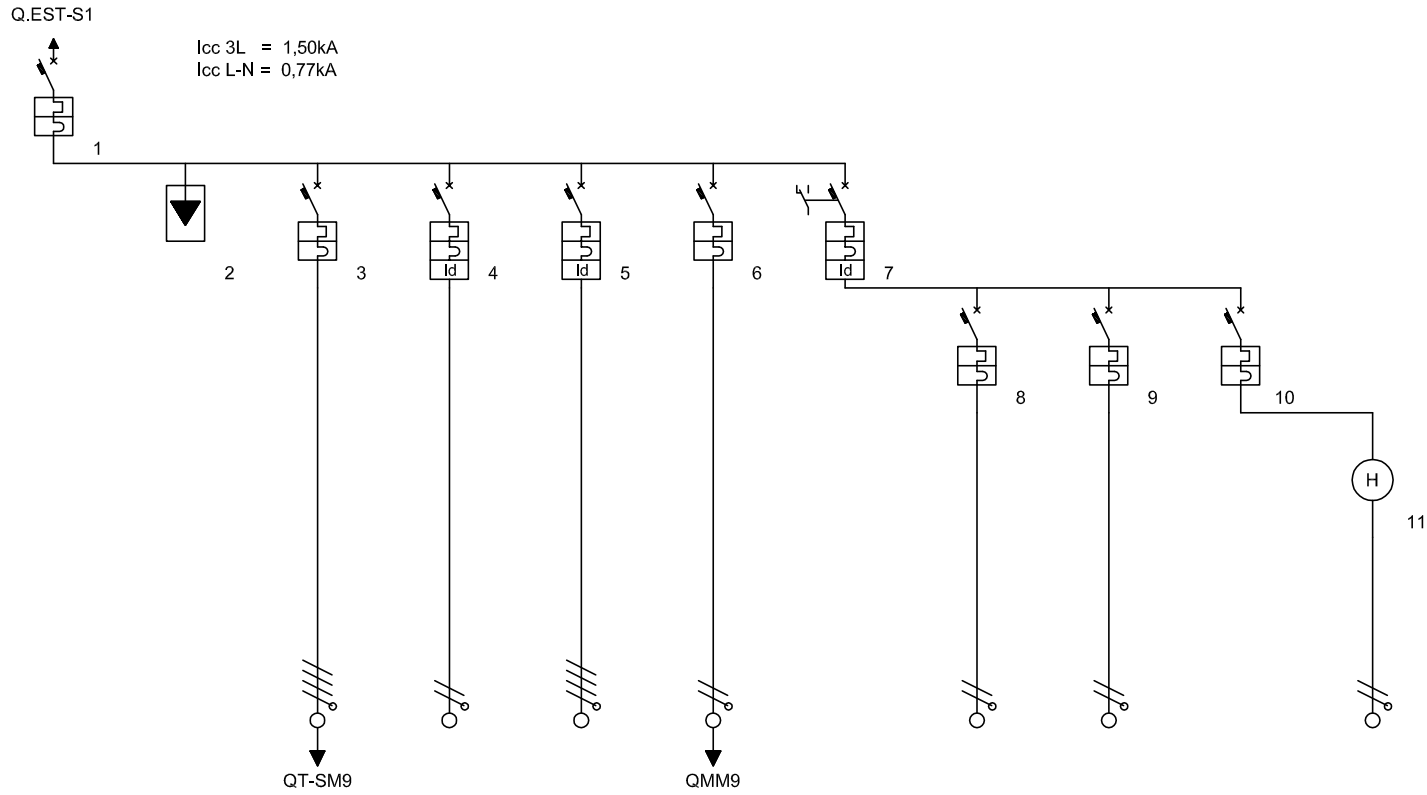 Q.EST-S1
Icc 3L = 1,50kA
Icc L-N = 0,77kA
1
2
3
Id
4
Id
5
6
Id
7
8
9
10
H
11
QT-SM9
QMM9